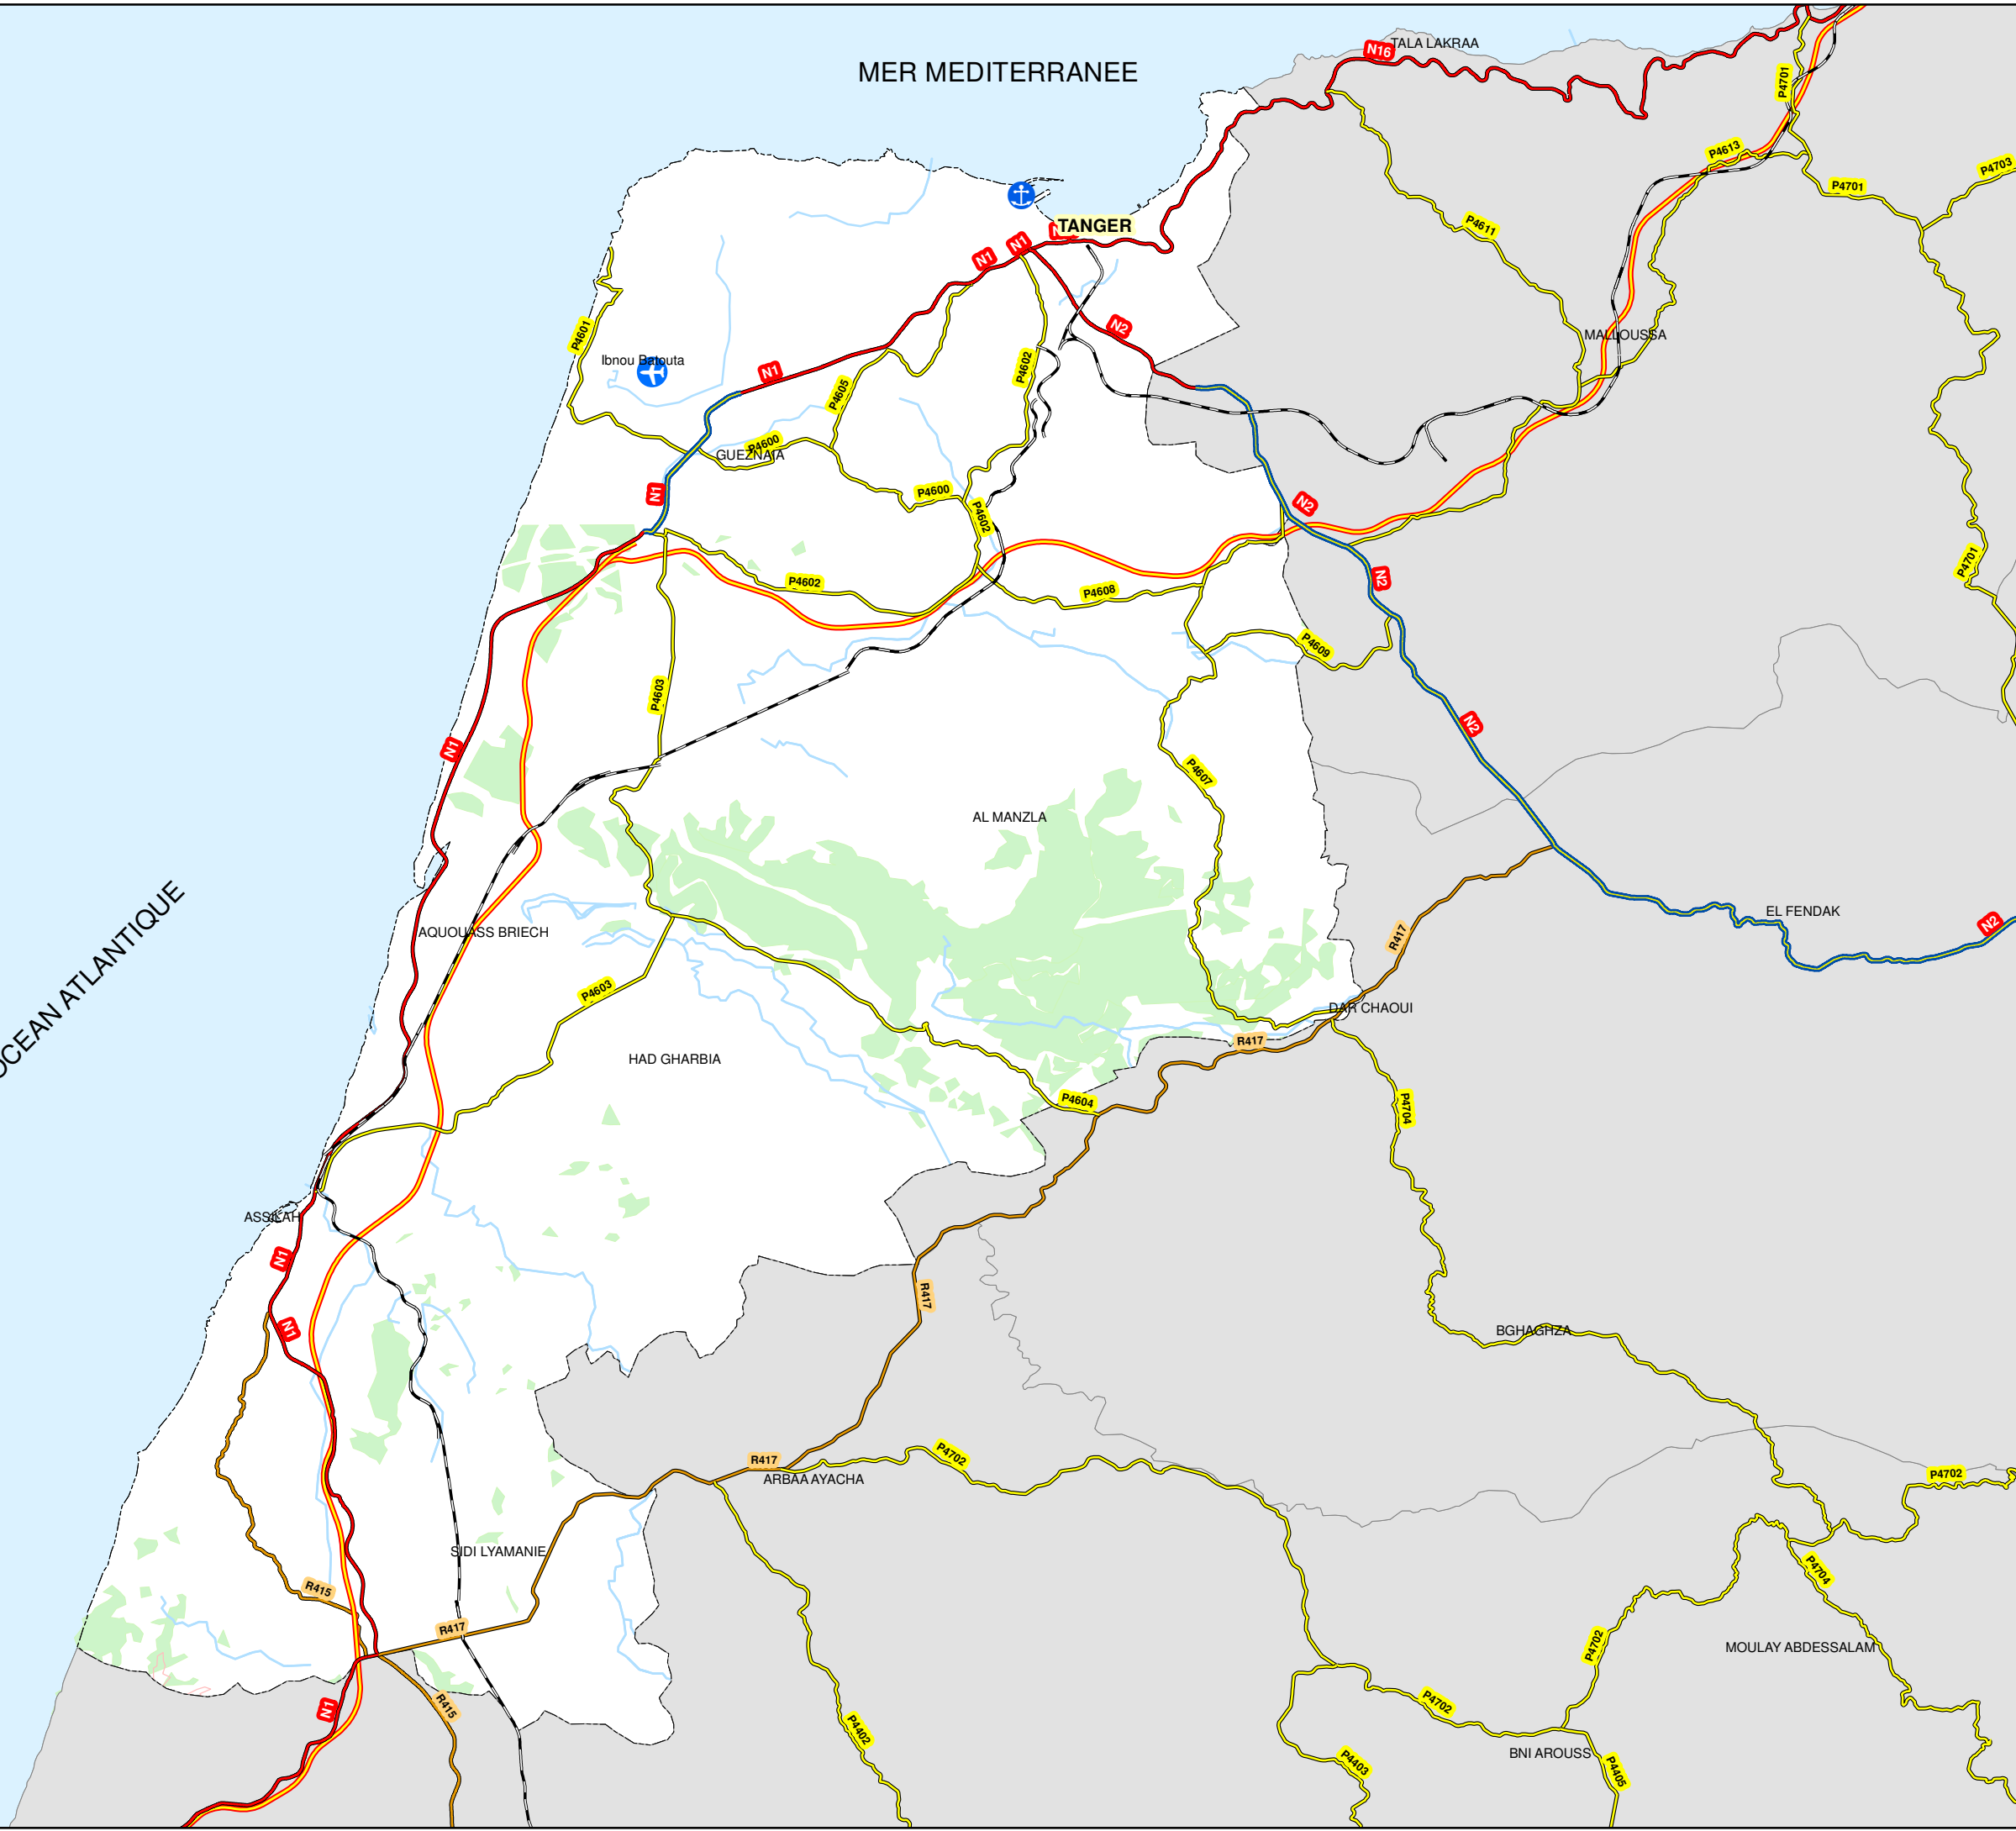 TALA LAKRAA
N16
MER MEDITERRANEE
P4701
P4613
P4703
P4701
TANGER
P4611
N1
N1
N2
P4601
MALLOUSSA
Ibnou Batouta
N1
P4602
P4605
P4600
GUEZNAIA
N1
P4600
P4602
N2
P4701
N2
P4602
P4608
P4609
P4603
N2
N1
P4607
AL MANZLA
OCEAN ATLANTIQUE
EL FENDAK
N2
AQUOUASS BRIECH
R417
P4603
DAR CHAOUI
R417
HAD GHARBIA
P4604
P4704
ASSILAH
N1
R417
N1
BGHAGHZA
P4702
R417
ARBAA AYACHA
P4702
SIDI LYAMANIE
P4704
R415
R417
P4702
MOULAY ABDESSALAM
R415
N1
P4702
P4402
BNI AROUSS
P4403
P4405